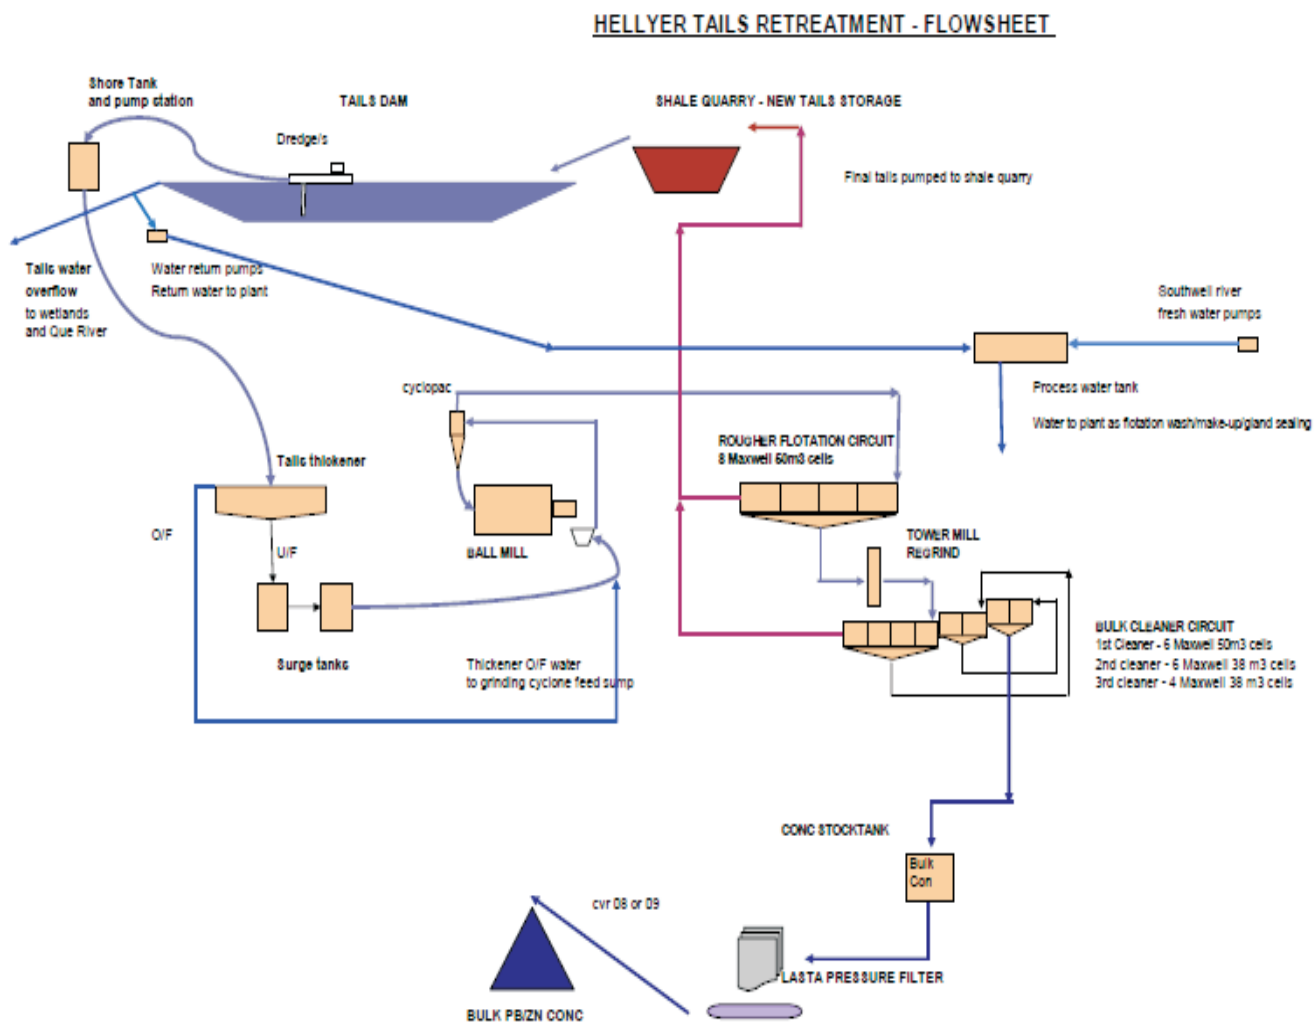 HELLYER TAILS RETREATMENT - FLOWSHEET
Shore Tank
and pump station
TAILS DAM
SHALE QUARRY - NEW TAILS STORAGE
Dredge/s
Final tails pumped to shale quarry
Tails water
overflow
to wetlands
and Que River
Water return pumps
Return water to plant
Southwell river
fresh water pumps
Process water tank
Water to plant as flotation wash/make-up/gland sealing
cyclopac
ROUGHER FLOTATION CIRCUIT
8 Maxwell 50m3 cells
Tails thickener
O/F
U/F
BALL MILL
TOWER MILL
REGRIND
Surge tanks
Thickener O/F water
to grinding cyclone feed sump
BULK CLEANER CIRCUIT
1st Cleaner - 6 Maxwell 50m3 cells
2nd cleaner - 6 Maxwell 38 m3 cells
3rd cleaner - 4 Maxwell 38 m3 cells
CONC STOCKTANK
Bulk
Con
cvr 08 or 09
LASTA PRESSURE FILTER
BULK PB/ZN CONC